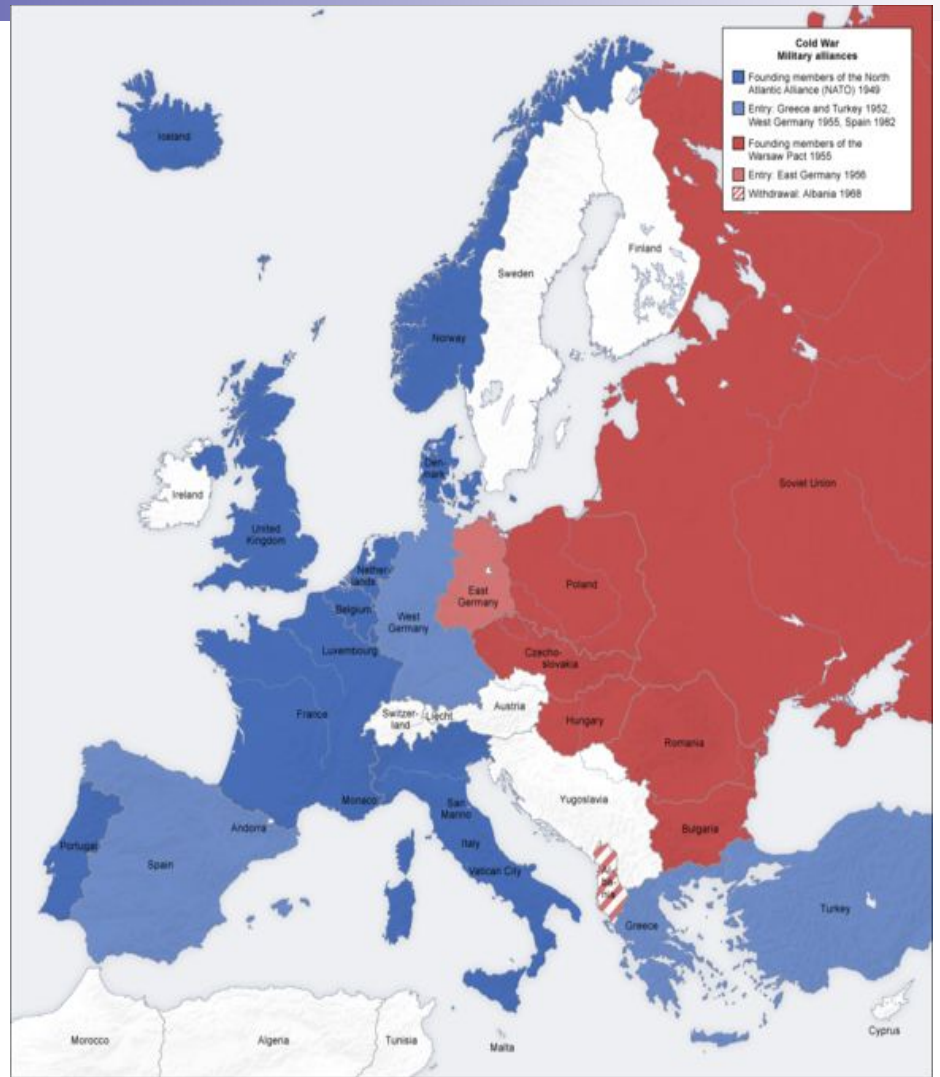 Cold War
Military alliances
Founding members of the North
Atlantic Alliance (NATO) 1949
Entry: Greece and Turkey 1952,
West Germany 1955, Spain 1982
Founding members of the
Warsaw Pact 1955
Entry: East Germany 1956
Withdrawal: Albania 1968
Iceland
Finland
Sweden
Norway
Den-
mark
Soviet Union
Ireland
United
Kingdom
Nether-
lands
Belgium
Luxembourg
West
Germany
East
Germany
Poland
Czecho-
slovakia
France
Switzer-
land
Liecht
Austria
Hungary
Romania
Monaco
San
Marino
Yugoslavia
Bulgaria
Andorra
Portugal
Spain
Italy
Vatican City
Greece
Turkey
Morocco
Algeria
Tunisia
Malta
Cyprus